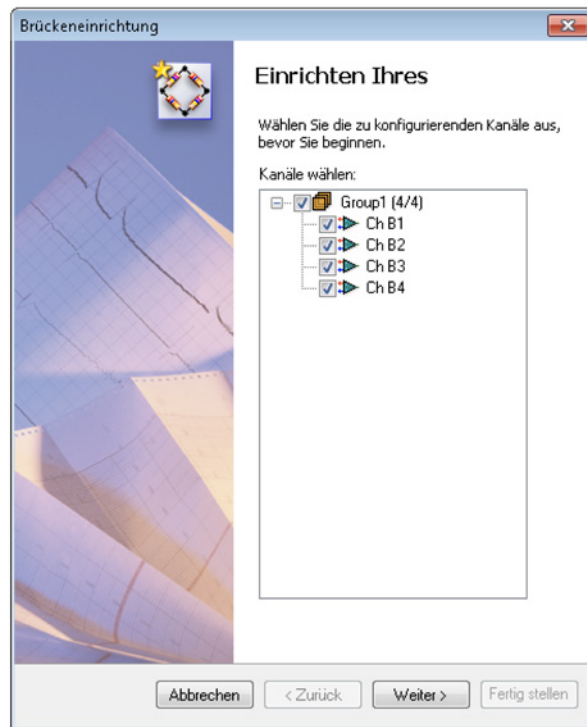 Brückeneinrichtung
Einrichten Ihres
Wählen Sie die zu konfigurierenden Kanäle aus,
bevor Sie beginnen.
Kanäle wählen:
Group1 (4/4)
Ch B1
Ch B2
Ch B3
Ch B4
Abbrechen
< Zurück
Weiter >
Fertig stellen